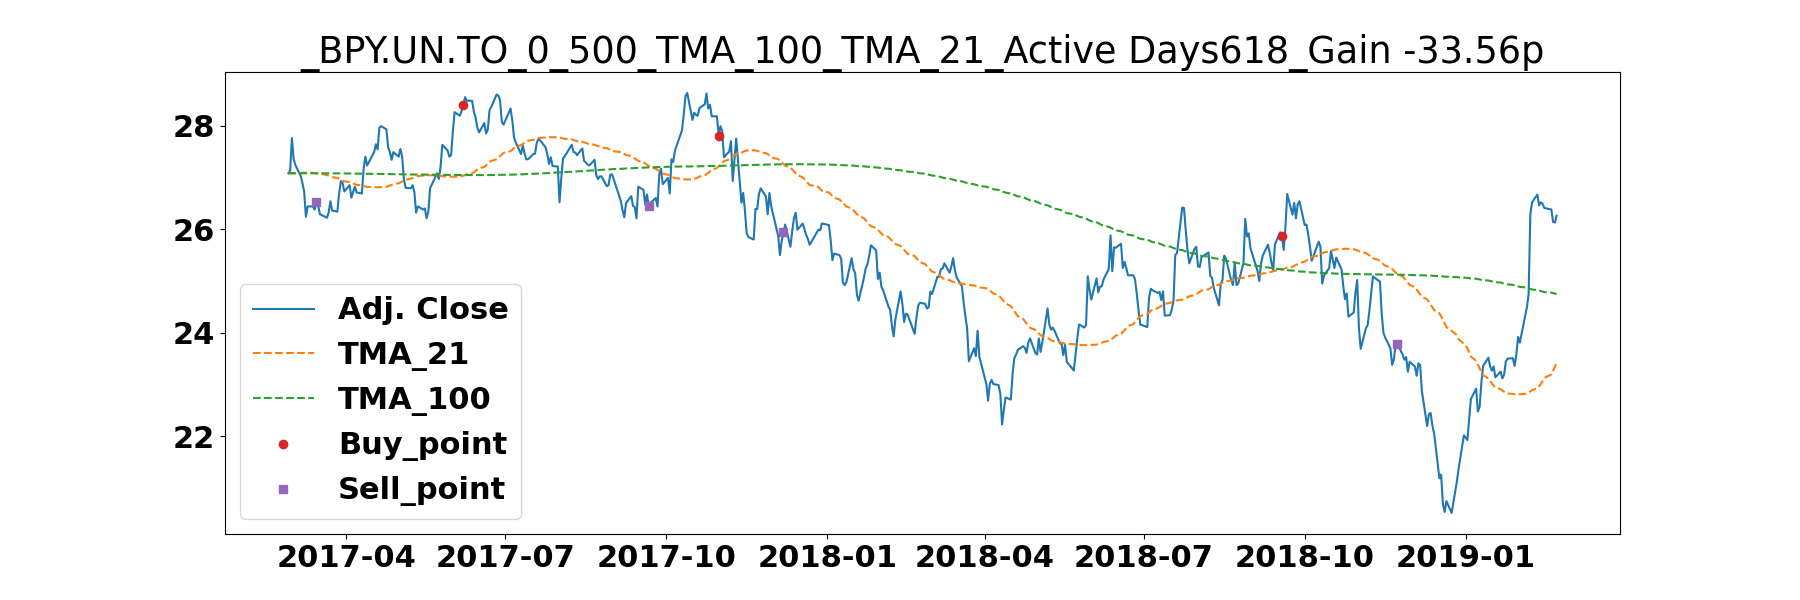 _BPY.UN.TO_0_500_TMA_100_TMA_21_Active Days618_Gain -33.56p
28
26
24
22
Adj. Close
TMA_21
TMA_100
Buy_point
Sell_point
2017-04 2017-07 2017-10 2018-01 2018-04 2018-07 2018-10 2019-01